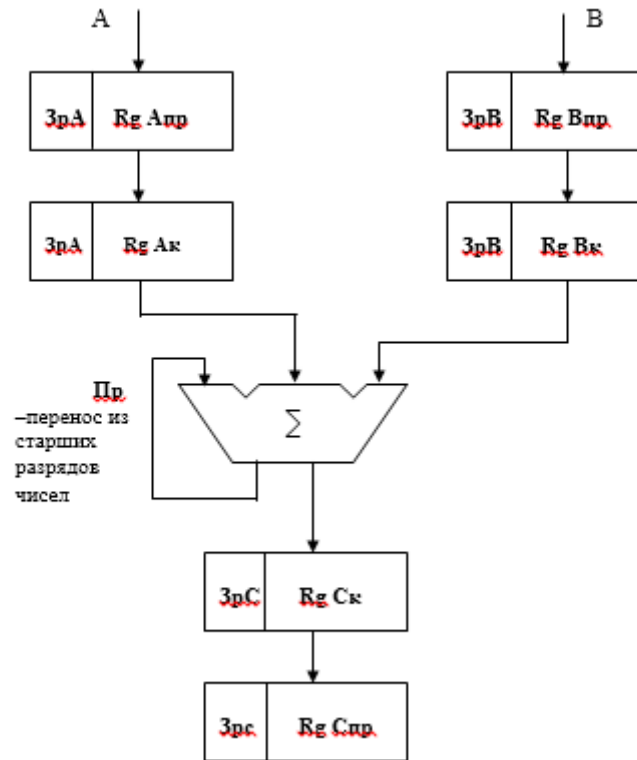 A
B
ЗрА Rg Апр
ЗрВ Rg Впр
ЗрА Rg Ак
ЗрВ Rg Вк
Пр
–перенос из
старших
разрядов
чисел
∑
ЗрС Rg Ск
Зрс Rg Спр